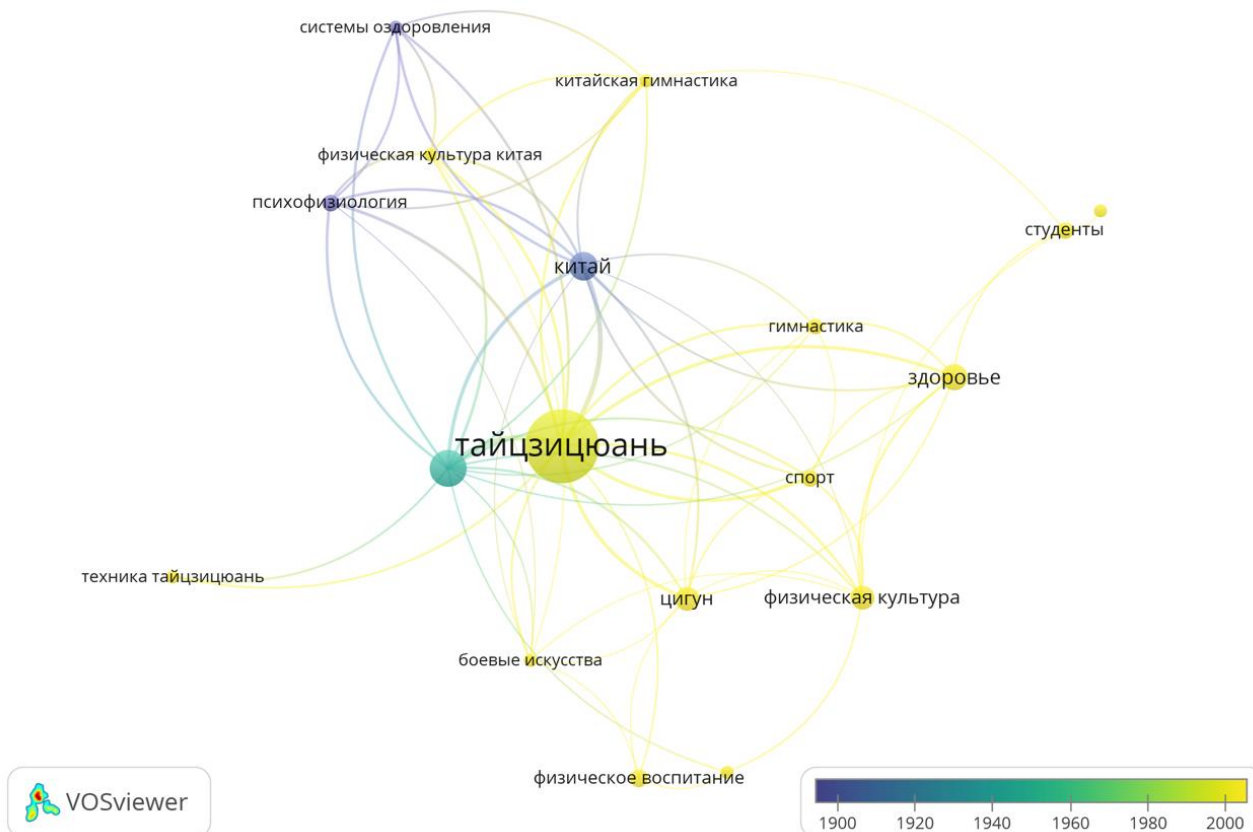 системы оздоровления
китайская гимнастика
физическая культура китая
психофизиология
студенты
китай
гимнастика
здоровье
тайцзицюань
спорт
техника тайцзицюань
цигун
физическая культура
боевые искусства
физическое воспитание
VOSviewer
1900 1920 1940 1960 1980 2000